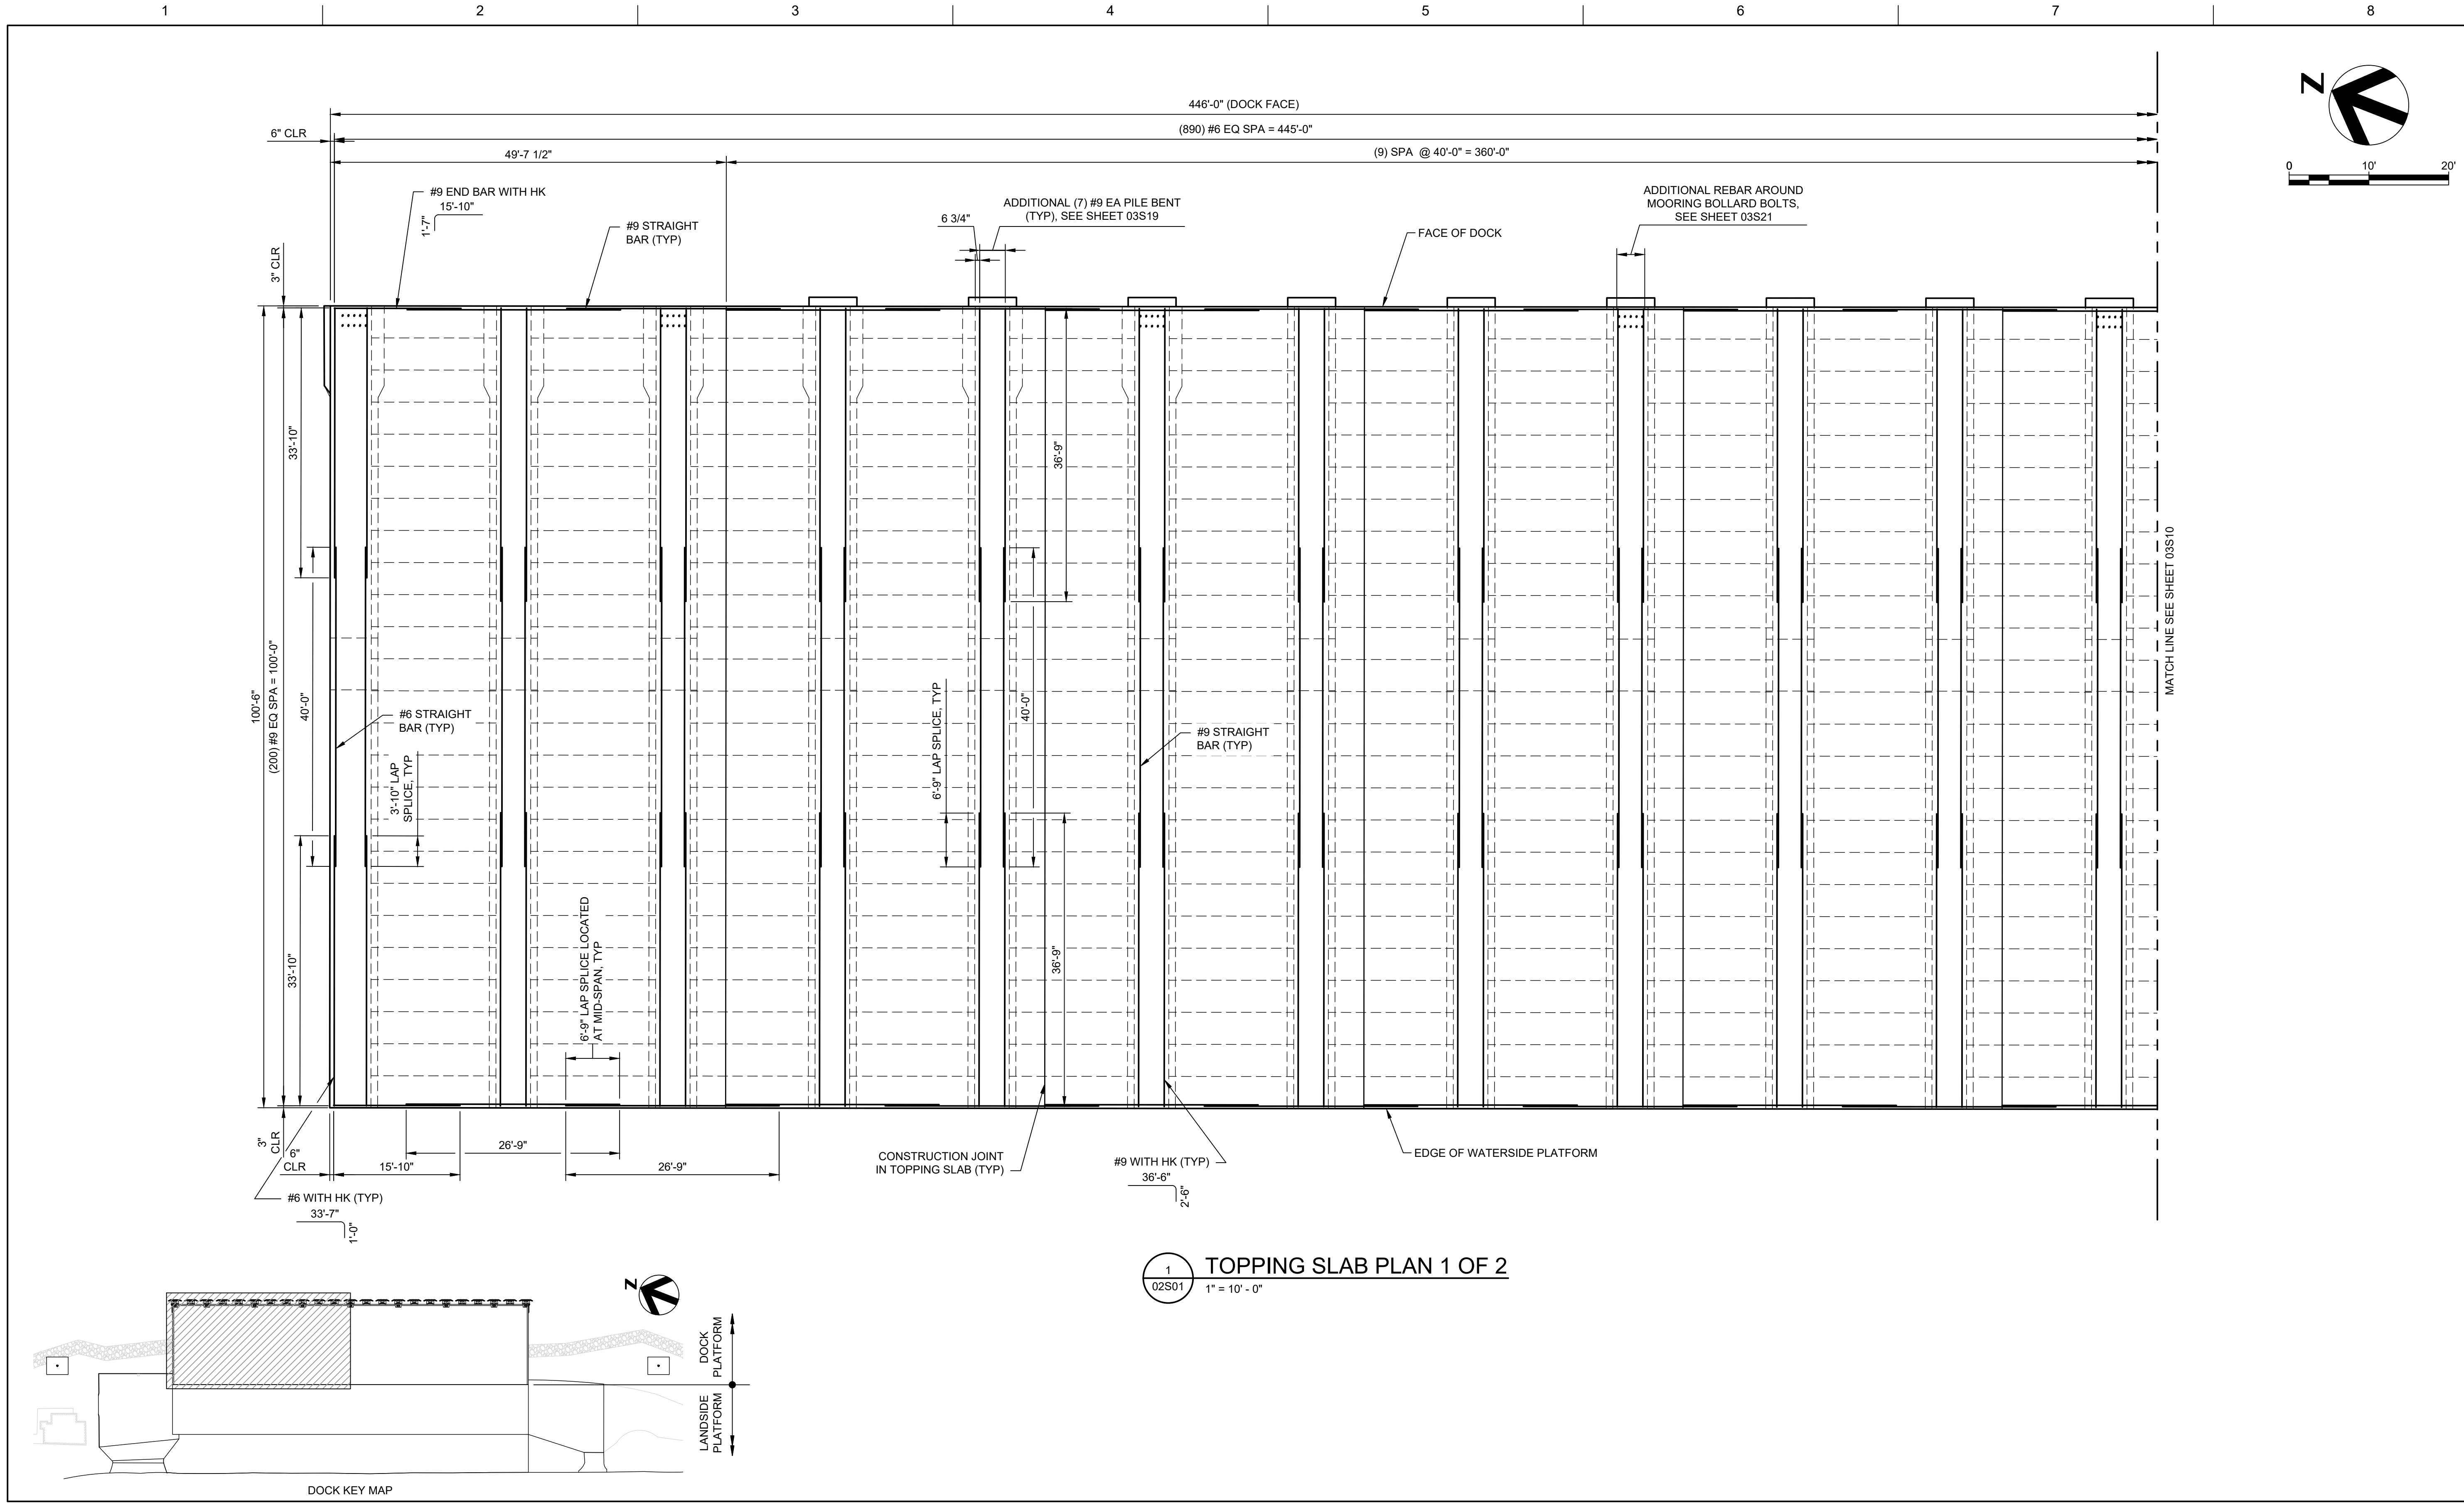 1 2 3 4 5 6 7 8
N
0 10' 20'
446'-0" (DOCK FACE)
(890) #6 EQ SPA = 445'-0"
6" CLR
49'-7 1/2"
(9) SPA @ 40'-0" = 360'-0"
#9 END BAR WITH HK
15'-10"
1'-7"
#9 STRAIGHT
BAR (TYP)
6 3/4"
ADDITIONAL (7) #9 EA PILE BENT
(TYP), SEE SHEET 03S19
FACE OF DOCK
ADDITIONAL REBAR AROUND
MOORING BOLLARD BOLTS,
SEE SHEET 03S21
3" CLR
33'-10"
36'-9"
100'-6"
(200) #9 EQ SPA = 100'-0"
40'-0"
#6 STRAIGHT
BAR (TYP)
3'-10" LAP
SPLICE, TYP
6'-9" LAP SPLICE, TYP
40'-0"
#9 STRAIGHT
BAR (TYP)
MATCH LINE SEE SHEET 03S10
33'-10"
6'-9" LAP SPLICE LOCATED
AT MID-SPAN, TYP
36'-9"
3"
CLR
6"
CLR
15'-10"
26'-9"
26'-9"
#6 WITH HK (TYP)
33'-7"
1'-0"
CONSTRUCTION JOINT
IN TOPPING SLAB (TYP)
#9 WITH HK (TYP)
36'-6"
2'-6"
EDGE OF WATERSIDE PLATFORM
1
02S01
TOPPING SLAB PLAN 1 OF 2
1" = 10' - 0"
N
DOCK
PLATFORM
LANDSIDE
PLATFORM
DOCK KEY MAP